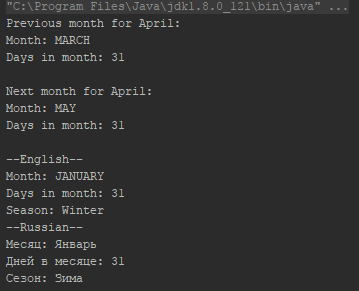 "C:\Program Files\Java\jdk1.8.0_121\bin\java" ...
Previous month for April:
Month: MARCH
Days in month: 31
Next month for April:
Month: MAY
Days in month: 31
--English--
Month: JANUARY
Days in month: 31
Season: Winter
--Russian--
Месяц: Январь
Дней в месяце: 31
Сезон: Зима